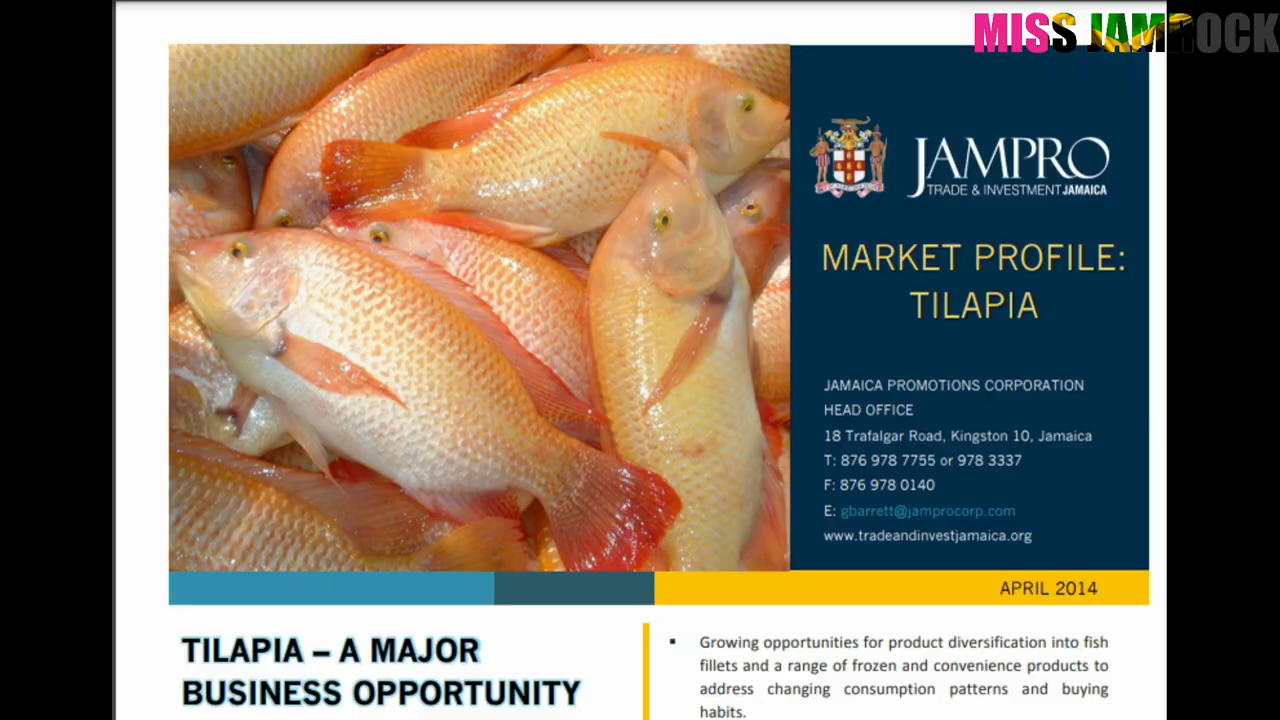 MISS JAMROCK
JAMPRO
TRADE & INVESTMENT JAMAICA
MARKET PROFILE:
TILAPIA
JAMAICA PROMOTIONS CORPORATION
HEAD OFFICE
18 Trafalgar Road, Kingston 10, Jamaica
T: 876 978 7755 or 978 3337
F: 876 978 0140
E: gbarrett@jamprocorp.com
www.tradeandinvestjamaica.org
APRIL 2014
TILAPIA – A MAJOR
BUSINESS OPPORTUNITY
▪ Growing opportunities for product diversification into fish
fillets and a range of frozen and convenience products to
address changing consumption patterns and buying
habits.